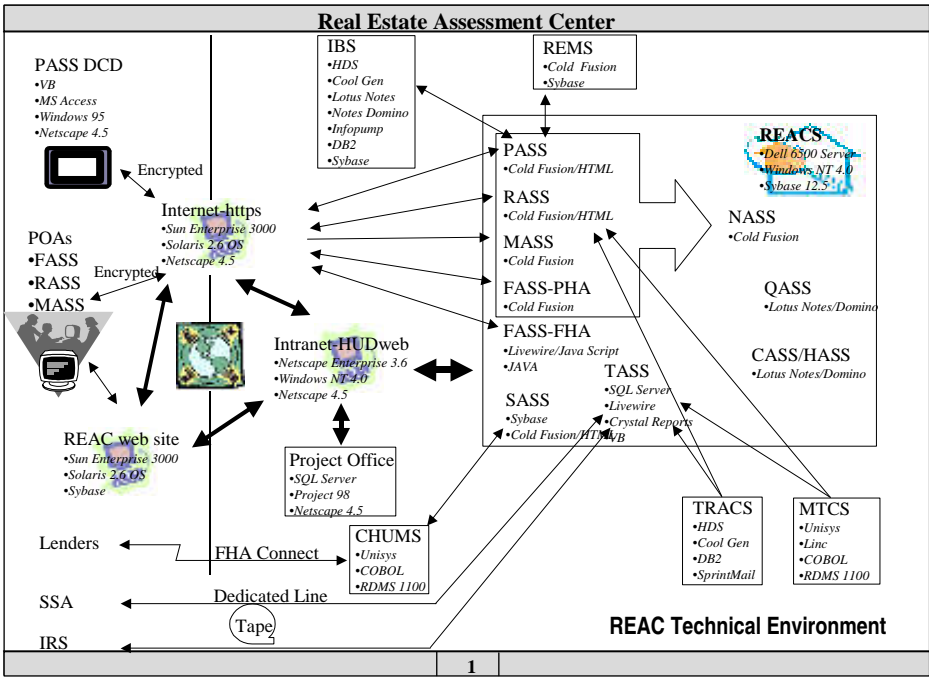 Real Estate Assessment Center
PASS DCD
•VB
•MS Access
•Windows 95
•Netscape 4.5
Encrypted
IBS
•HDS
•Cool Gen
•Lotus Notes
•Notes Domino
•Infopump
•DB2
•Sybase
REMS
•Cold Fusion
•Sybase
Internet-https
•Sun Enterprise 3000
•Solaris 2.6 OS
•Netscape 4.5
POAs
•FASS
•RASS
•MASS
Encrypted
PASS
•Cold Fusion/HTML
RASS
•Cold Fusion/HTML
MASS
•Cold Fusion
FASS-PHA
•Cold Fusion
FASS-FHA
•Livewire/Java Script
•JAVA
SASS
•Sybase
•Cold Fusion/HTML
TASS
•SQL Server
•Livewire
•Crystal Reports
VB
REACS
•Dell 6500 Server
•Windows NT 4.0
•Sybase 12.5
NASS
•Cold Fusion
QASS
•Lotus Notes/Domino
CASS/HASS
•Lotus Notes/Domino
Intranet-HUDweb
•Netscape Enterprise 3.6
•Windows NT 4.0
•Netscape 4.5
REAC web site
•Sun Enterprise 3000
•Solaris 2.6 OS
•Sybase
Project Office
•SQL Server
•Project 98
•Netscape 4.5
TRACS
•HDS
•Cool Gen
•DB2
•SprintMail
MTCS
•Unisys
•Linc
•COBOL
•RDMS 1100
CHUMS
•Unisys
•COBOL
•RDMS 1100
Lenders
FHA Connect
SSA
Dedicated Line
Tape
IRS
REAC Technical Environment
1